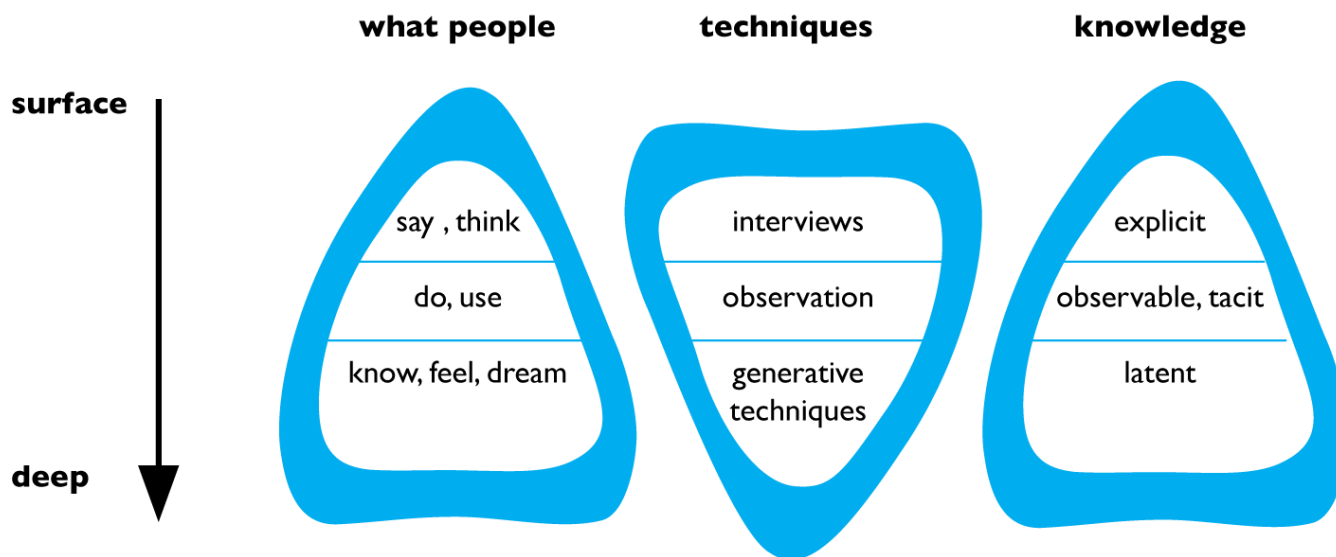 what people
techniques
knowledge
surface
say , think
interviews
explicit
do, use
observation
observable, tacit
know, feel, dream
generative
techniques
latent
deep